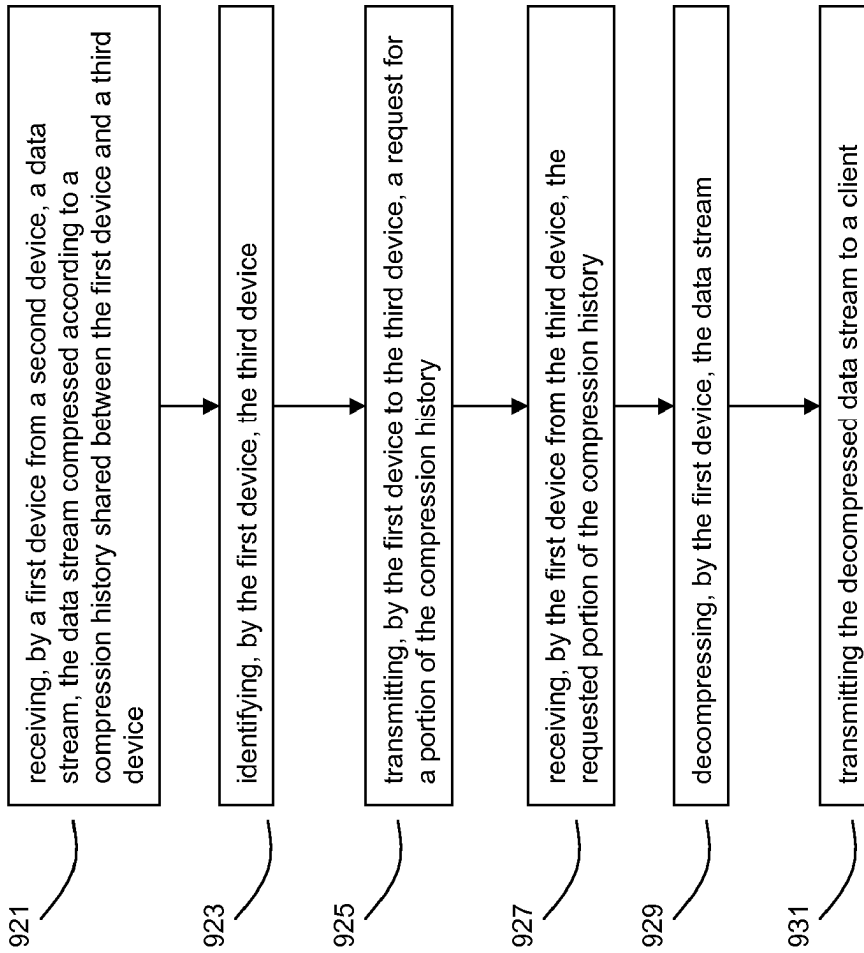 921
receiving, by a first device from a second device, a data
stream, the data stream compressed according to a
compression history shared between the first device and a third
device
923
identifying, by the first device, the third device
925
transmitting, by the first device to the third device, a request for
a portion of the compression history
927
receiving, by the first device from the third device, the
requested portion of the compression history
929
decompressing, by the first device, the data stream
931
transmitting the decompressed data stream to a client